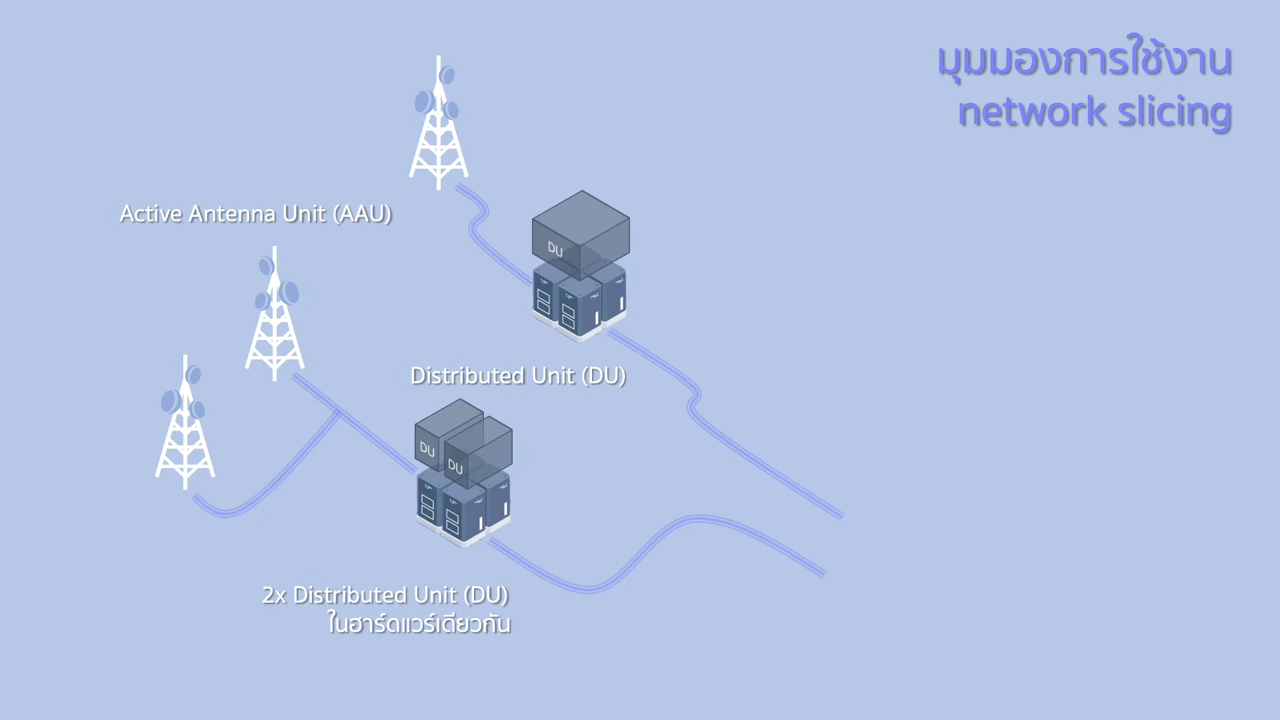 มุมมองการใช้งาน
network slicing
Active Antenna Unit (AAU)
DU
Distributed Unit (DU)
DU
DU
2x Distributed Unit (DU)
ในฮาร์ดแวร์เดียวกัน